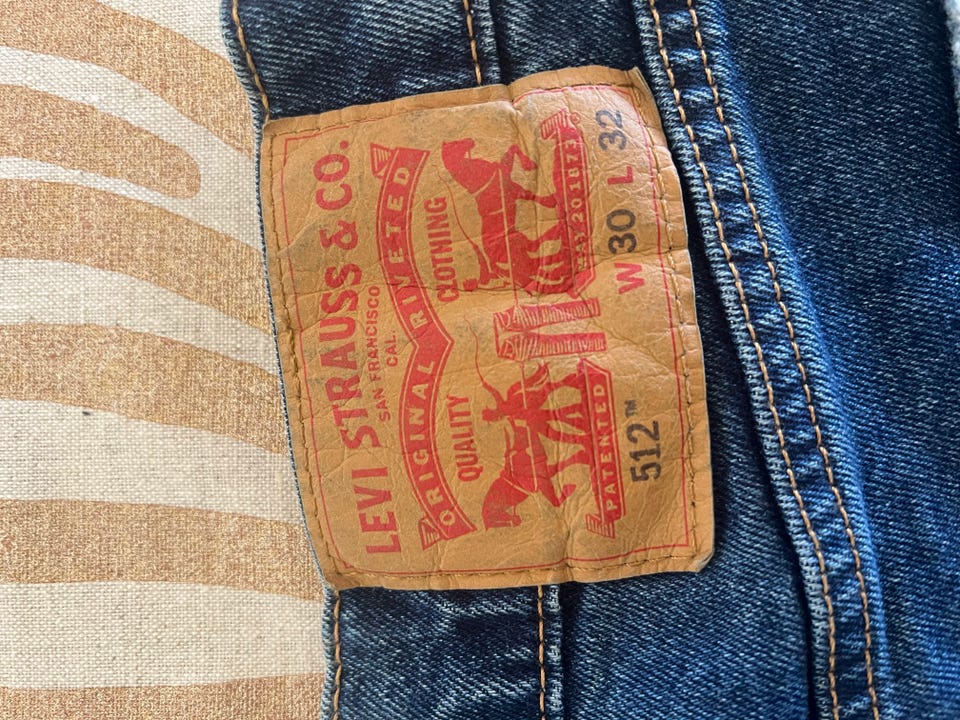 LEVI STRAUSS & CO.
SAN FRANCISCO
CAL.
ORIGINAL RIVETED
QUALITY CLOTHING
PATENTED MAY 20 1873
512™ W 30 L 32